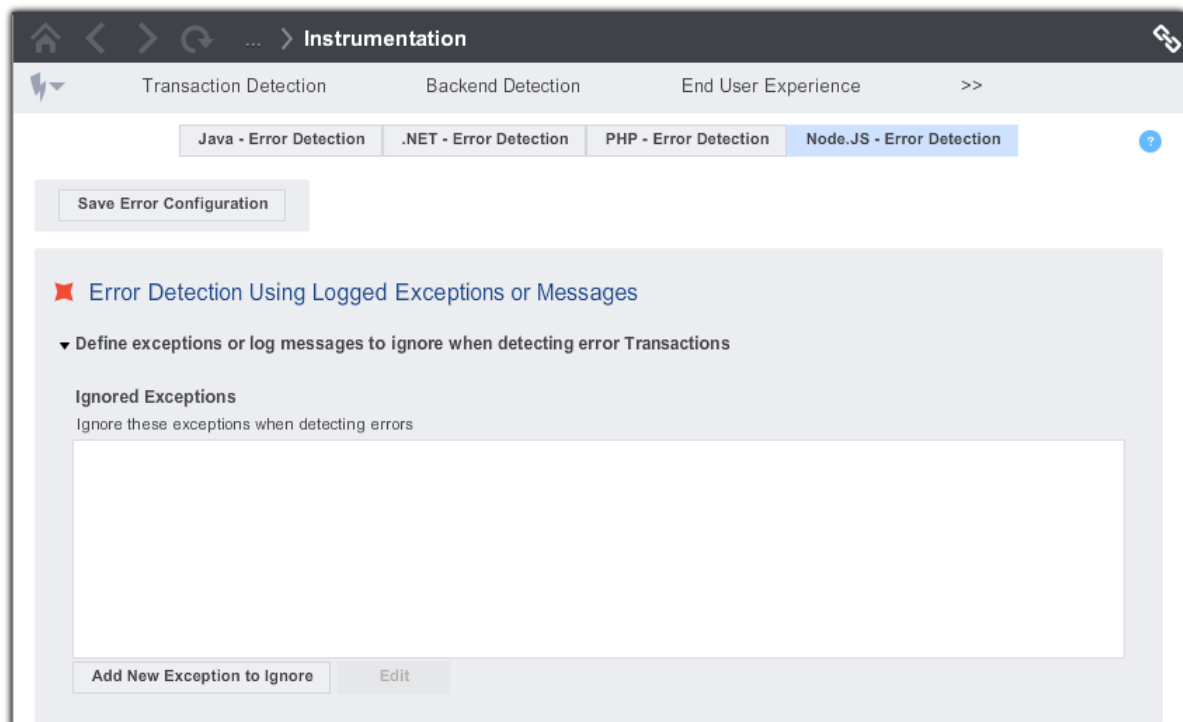 ... > Instrumentation
Transaction Detection Backend Detection End User Experience >>
Java - Error Detection .NET - Error Detection PHP - Error Detection Node.JS - Error Detection ?
Save Error Configuration
Error Detection Using Logged Exceptions or Messages
Define exceptions or log messages to ignore when detecting error Transactions
Ignored Exceptions
Ignore these exceptions when detecting errors
Add New Exception to Ignore Edit